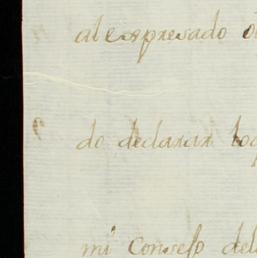 al expresado
do declarar
mi Consejo del